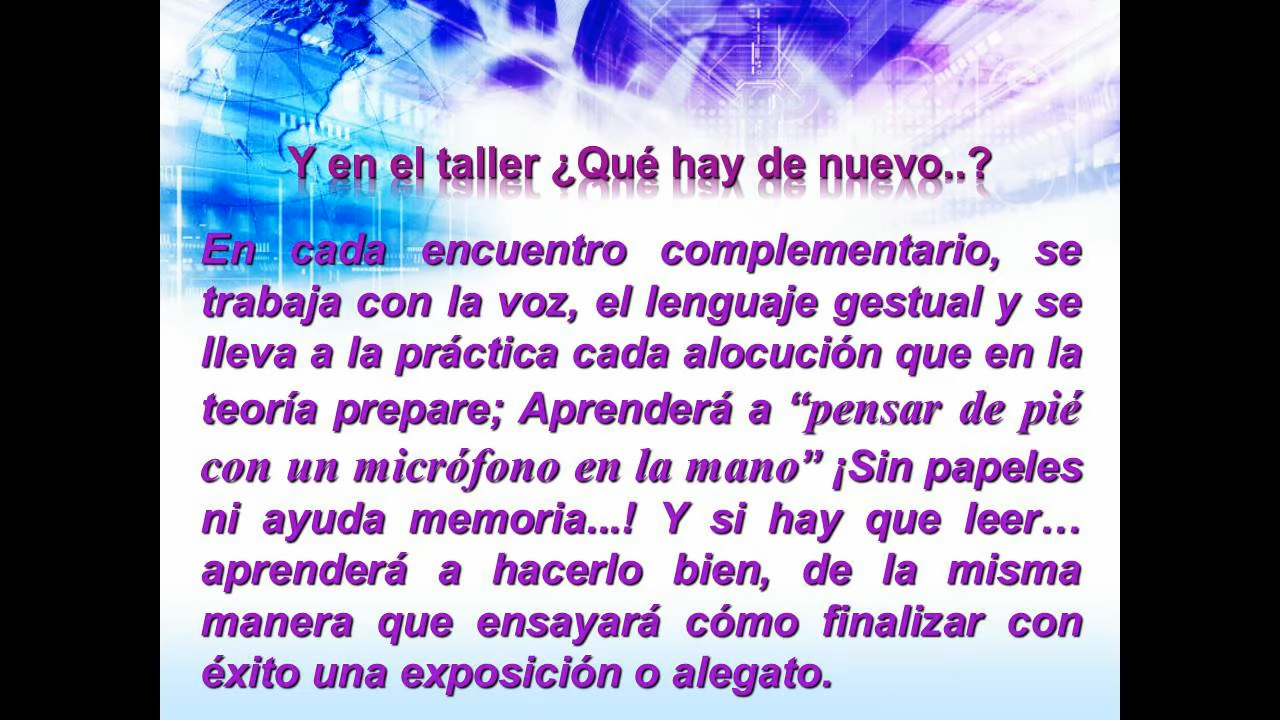 Y en el taller ¿Qué hay de nuevo..?
En cada encuentro complementario, se
trabaja con la voz, el lenguaje gestual y se
lleva a la práctica cada alocución que en la
teoría prepare; Aprenderá a “pensar de pié
con un micrófono en la mano” ¡Sin papeles
ni ayuda memoria...! Y si hay que leer…
aprenderá a hacerlo bien, de la misma
manera que ensayará cómo finalizar con
éxito una exposición o alegato.